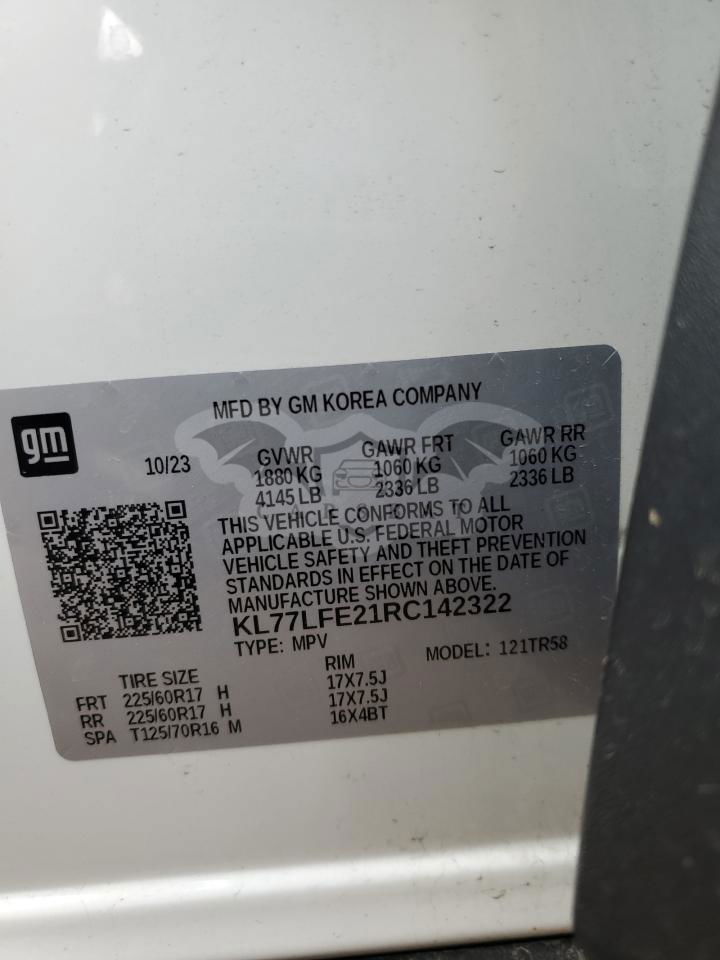 MFD BY GM KOREA COMPANY
gm
10/23
GVWR GAWR FRT GAWR RR
1880 KG 1060 KG 1060 KG
4145 LB 2336 LB 2336 LB
THIS VEHICLE CONFORMS TO ALL
APPLICABLE U.S. FEDERAL MOTOR
VEHICLE SAFETY AND THEFT PREVENTION
STANDARDS IN EFFECT ON THE DATE OF
MANUFACTURE SHOWN ABOVE.
KL77LFE21RC142322
TYPE: MPV MODEL: 121TR58
TIRE SIZE RIM
FRT 225/60R17 H 17X7.5J
RR 225/60R17 H 17X7.5J
SPA T125/70R16 M 16X4BT